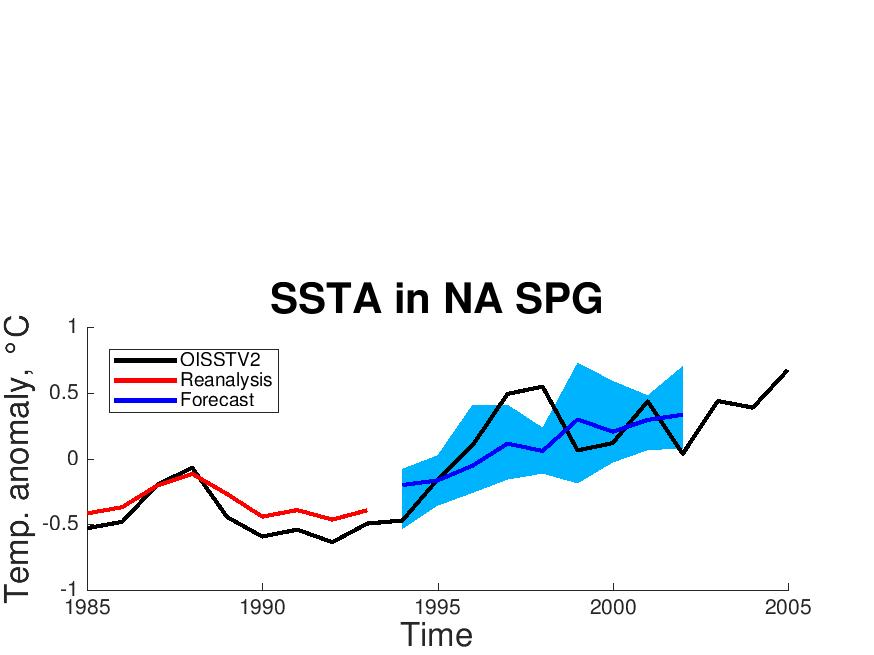 SSTA in NA SPG
Temp. anomaly, °C
1
0.5
0
-0.5
-1
OISSTV2
Reanalysis
Forecast
1985
1990
1995
2000
2005
Time